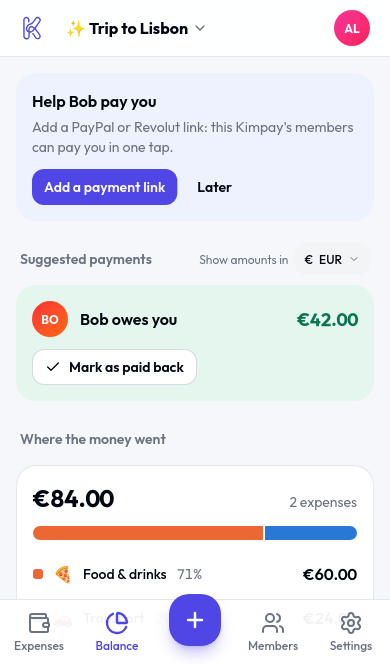 ✨ Trip to Lisbon
AL
Help Bob pay you
Add a PayPal or Revolut link: this Kimpay's members
can pay you in one tap.
Add a payment link
Later
Suggested payments
Show amounts in
€ EUR
BO
Bob owes you
€42.00
Mark as paid back
Where the money went
€84.00
2 expenses
🍕 Food & drinks 71%
€60.00
Expenses
Balance
+
Members
Settings